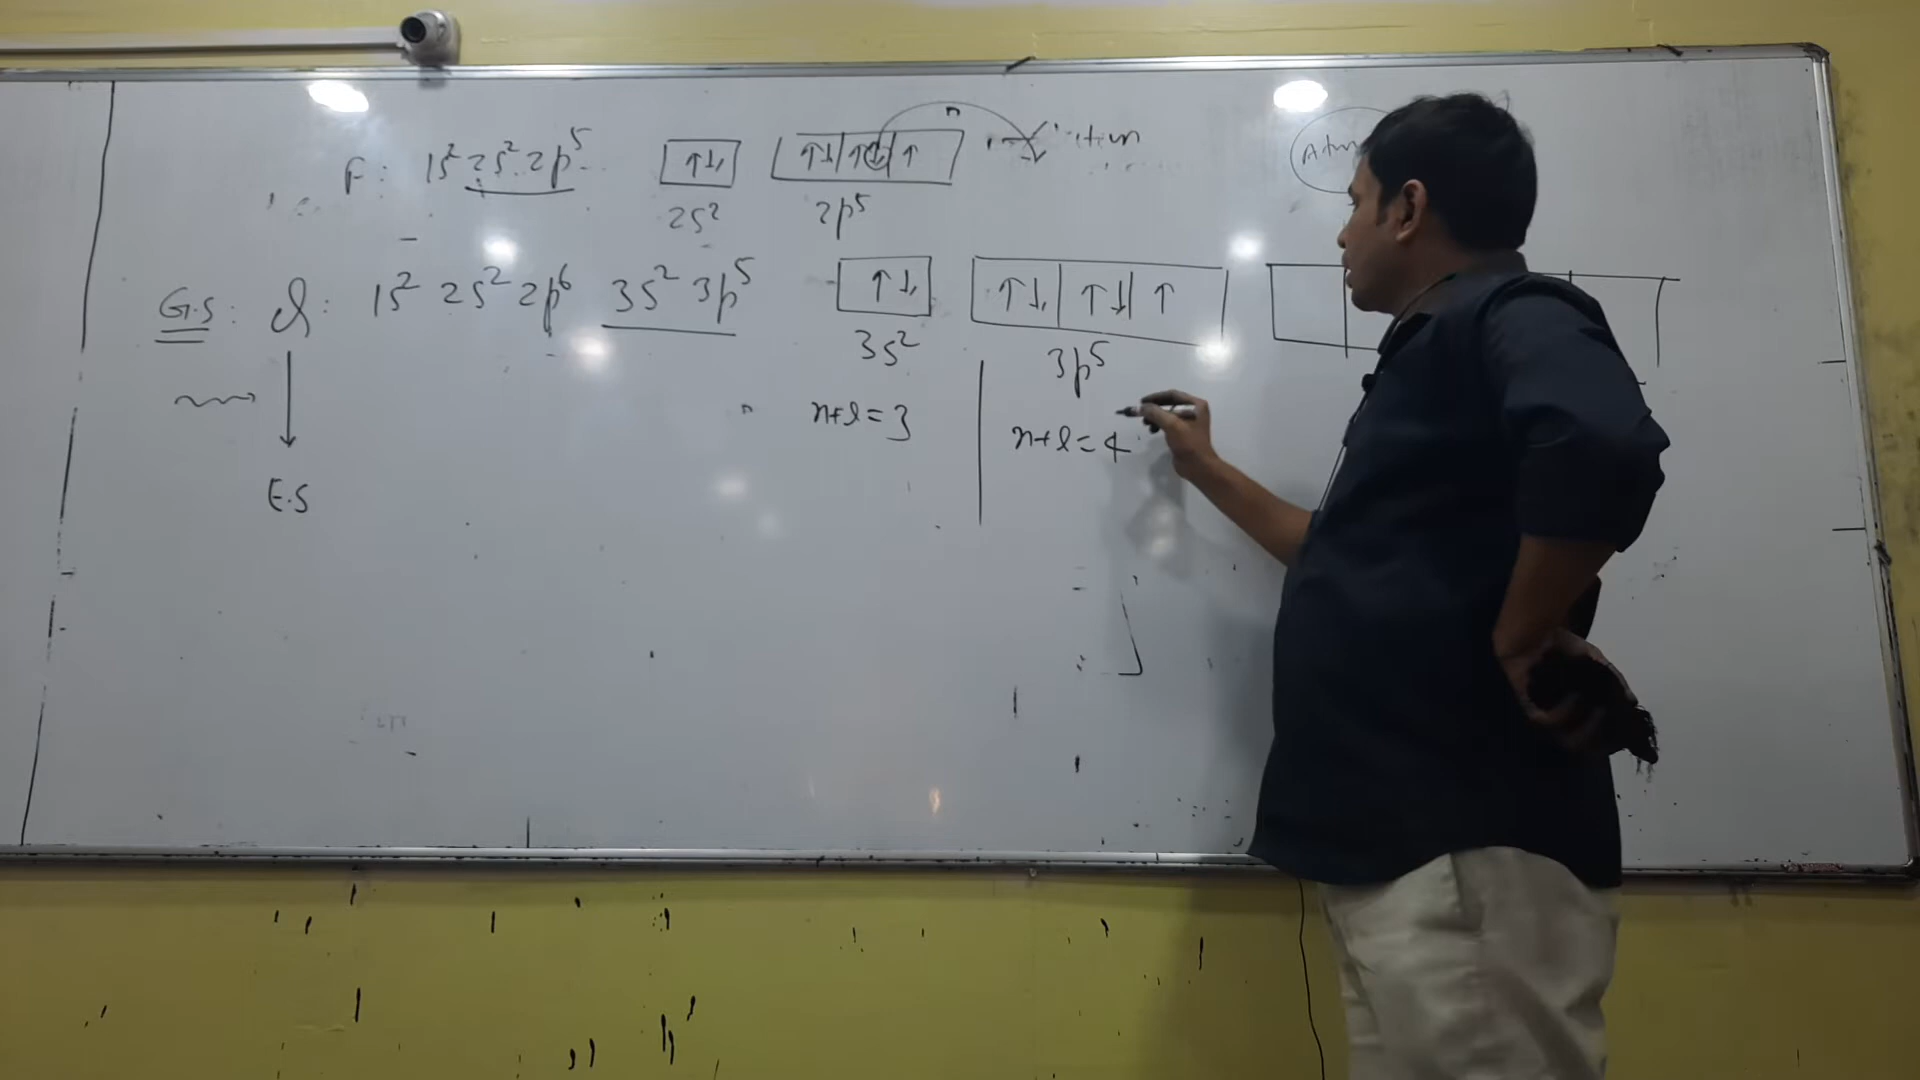 F: 1s² 2s² 2p⁵ ↑↓ ↑↓ ↑↓ ↑
2s² 2p⁵
G.S: Cl: 1s² 2s² 2p⁶ 3s² 3p⁵ ↑↓ ↑↓ ↑↓ ↑
3s² 3p⁵
n+l=3 n+l=4
E.S